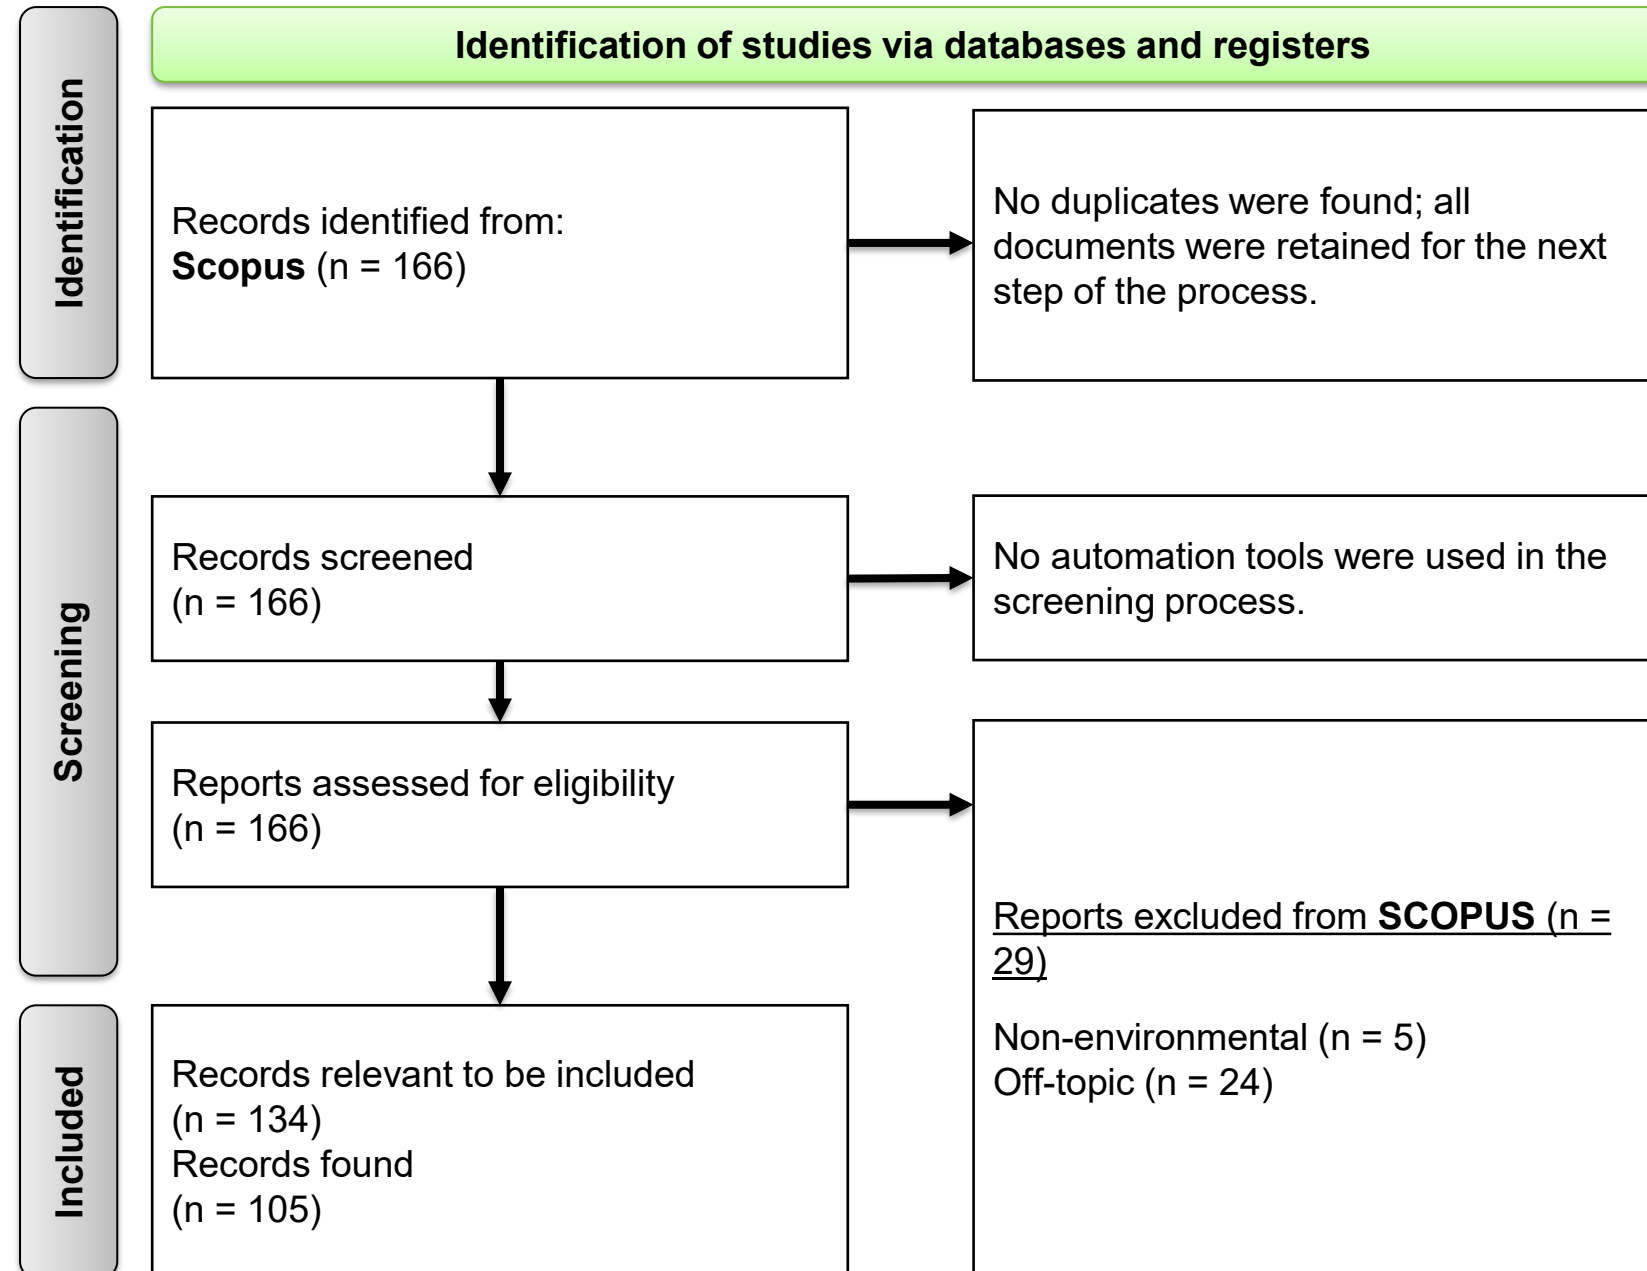 Identification of studies via databases and registers
Identification
Records identified from:
Scopus (n = 166)
No duplicates were found; all
documents were retained for the next
step of the process.
Screening
Records screened
(n = 166)
No automation tools were used in the
screening process.
Reports assessed for eligibility
(n = 166)
Reports excluded from SCOPUS (n =
29)
Non-environmental (n = 5)
Off-topic (n = 24)
Included
Records relevant to be included
(n = 134)
Records found
(n = 105)